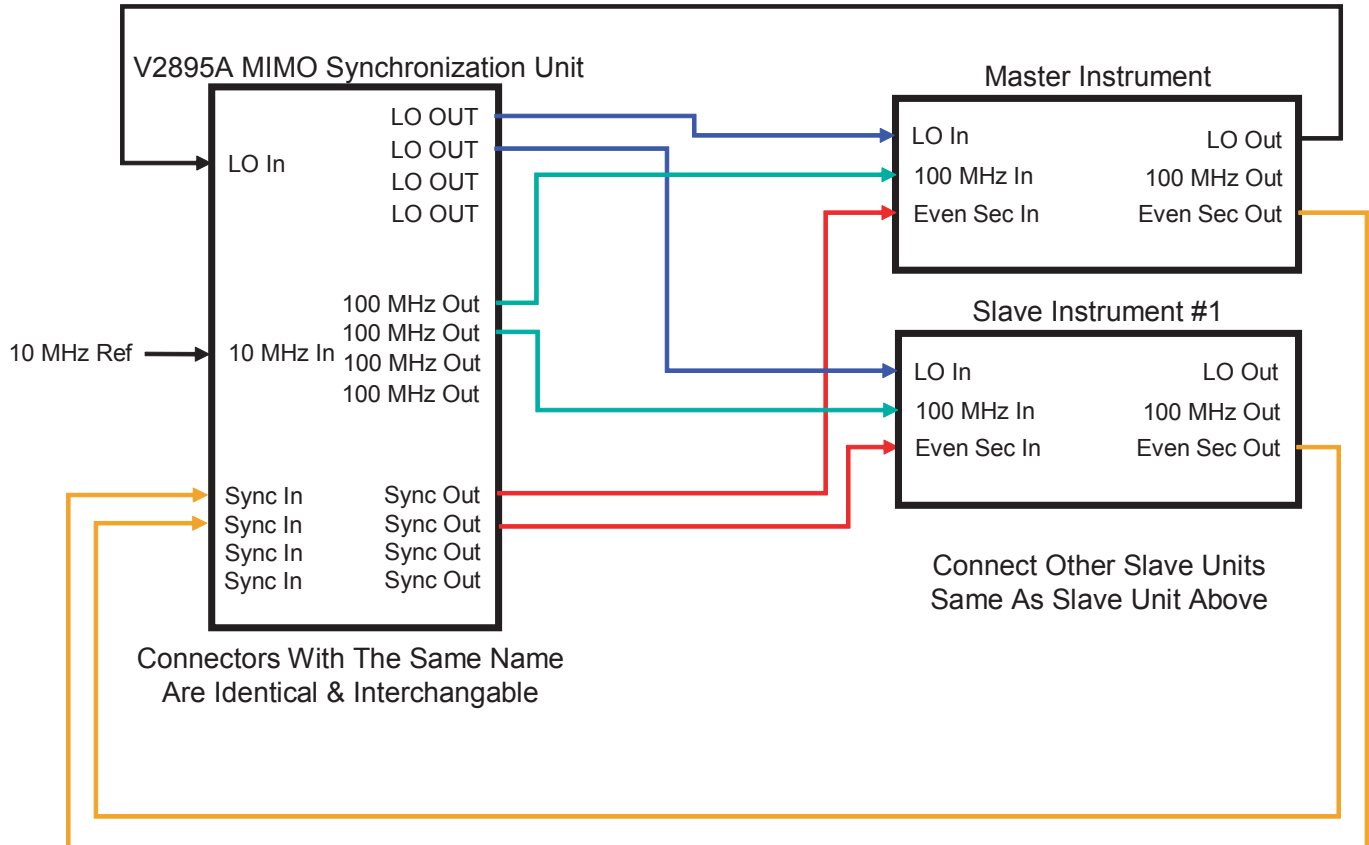 V2895A MIMO Synchronization Unit
LO In
10 MHz Ref
10 MHz In
Sync In
Sync In
Sync In
Sync In
LO OUT
LO OUT
LO OUT
LO OUT
100 MHz Out
100 MHz Out
100 MHz Out
100 MHz Out
Sync Out
Sync Out
Sync Out
Sync Out
Connectors With The Same Name
Are Identical & Interchangable
Master Instrument
LO In
100 MHz In
Even Sec In
LO Out
100 MHz Out
Even Sec Out
Slave Instrument #1
LO In
100 MHz In
Even Sec In
LO Out
100 MHz Out
Even Sec Out
Connect Other Slave Units
Same As Slave Unit Above